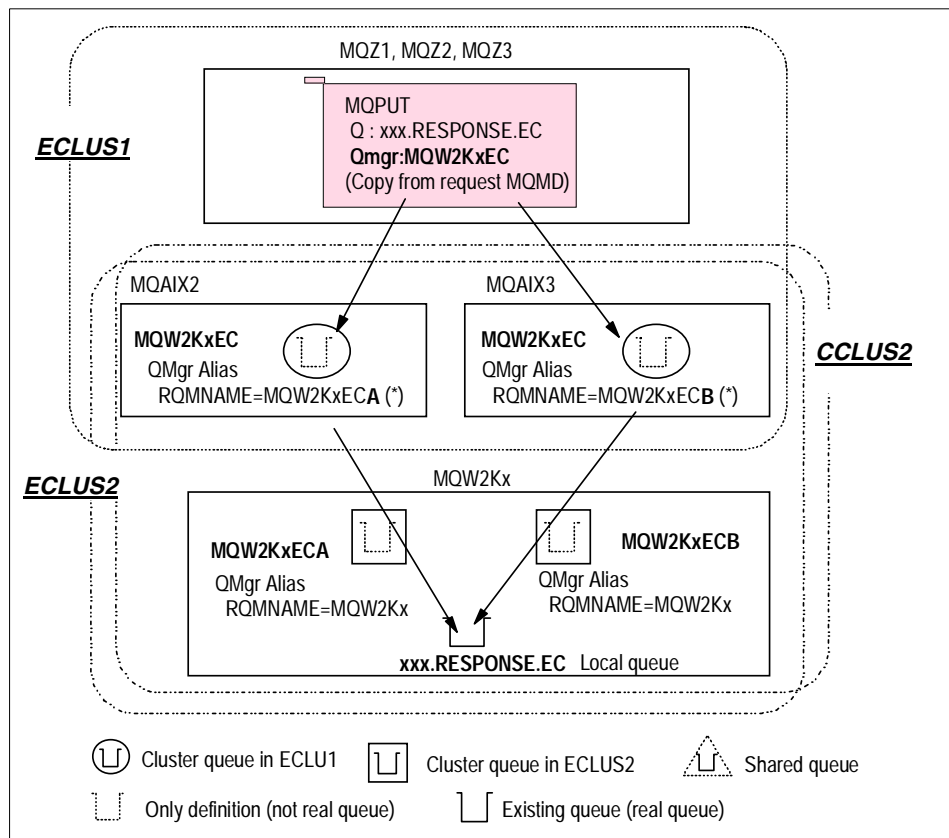 MQZ1, MQZ2, MQZ3
MQPUT
Q : xxx.RESPONSE.EC
Qmgr:MQW2KxEC
(Copy from request MQMD)
ECLUS1
MQAIX2
MQAIX3
MQW2KxEC
QMgr Alias
RQMNAME=MQW2KxECA (*)
MQW2KxEC
QMgr Alias
RQMNAME=MQW2KxECB (*)
CCLUS2
ECLUS2
MQW2Kx
MQW2KxECA
QMgr Alias
RQMNAME=MQW2Kx
MQW2KxECB
QMgr Alias
RQMNAME=MQW2Kx
xxx.RESPONSE.EC Local queue
Cluster queue in ECLU1
Cluster queue in ECLUS2
Shared queue
Only definition (not real queue)
Existing queue (real queue)